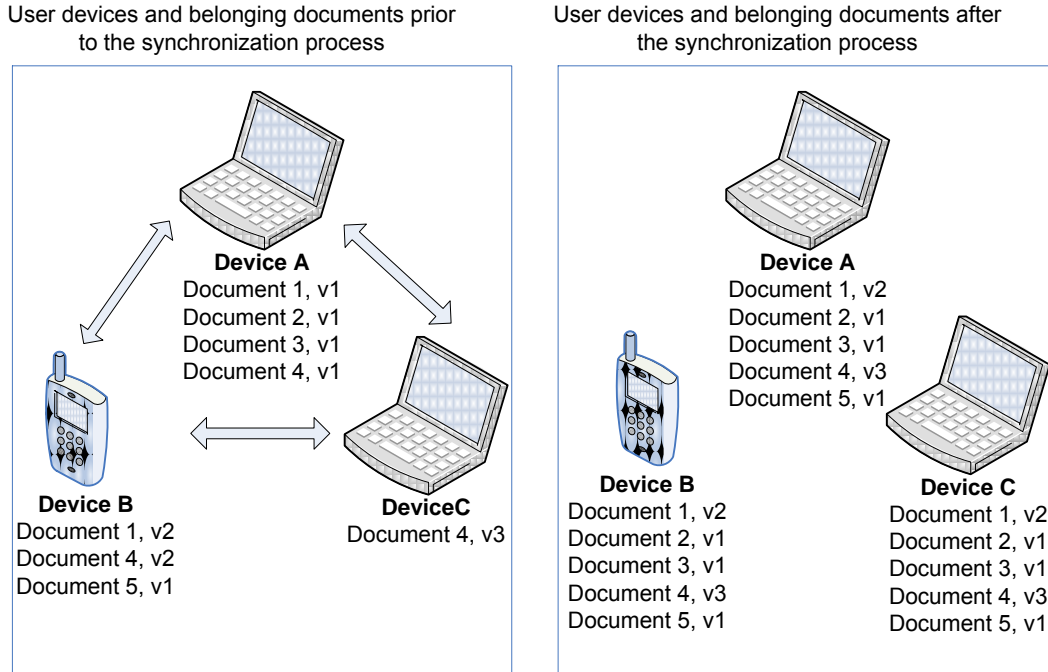 User devices and belonging documents prior
to the synchronization process
Device A
Document 1, v1
Document 2, v1
Document 3, v1
Document 4, v1
Device B
Document 1, v2
Document 4, v2
Document 5, v1
DeviceC
Document 4, v3
User devices and belonging documents after
the synchronization process
Device A
Document 1, v2
Document 2, v1
Document 3, v1
Document 4, v3
Document 5, v1
Device B
Document 1, v2
Document 2, v1
Document 3, v1
Document 4, v3
Document 5, v1
Device C
Document 1, v2
Document 2, v1
Document 3, v1
Document 4, v3
Document 5, v1